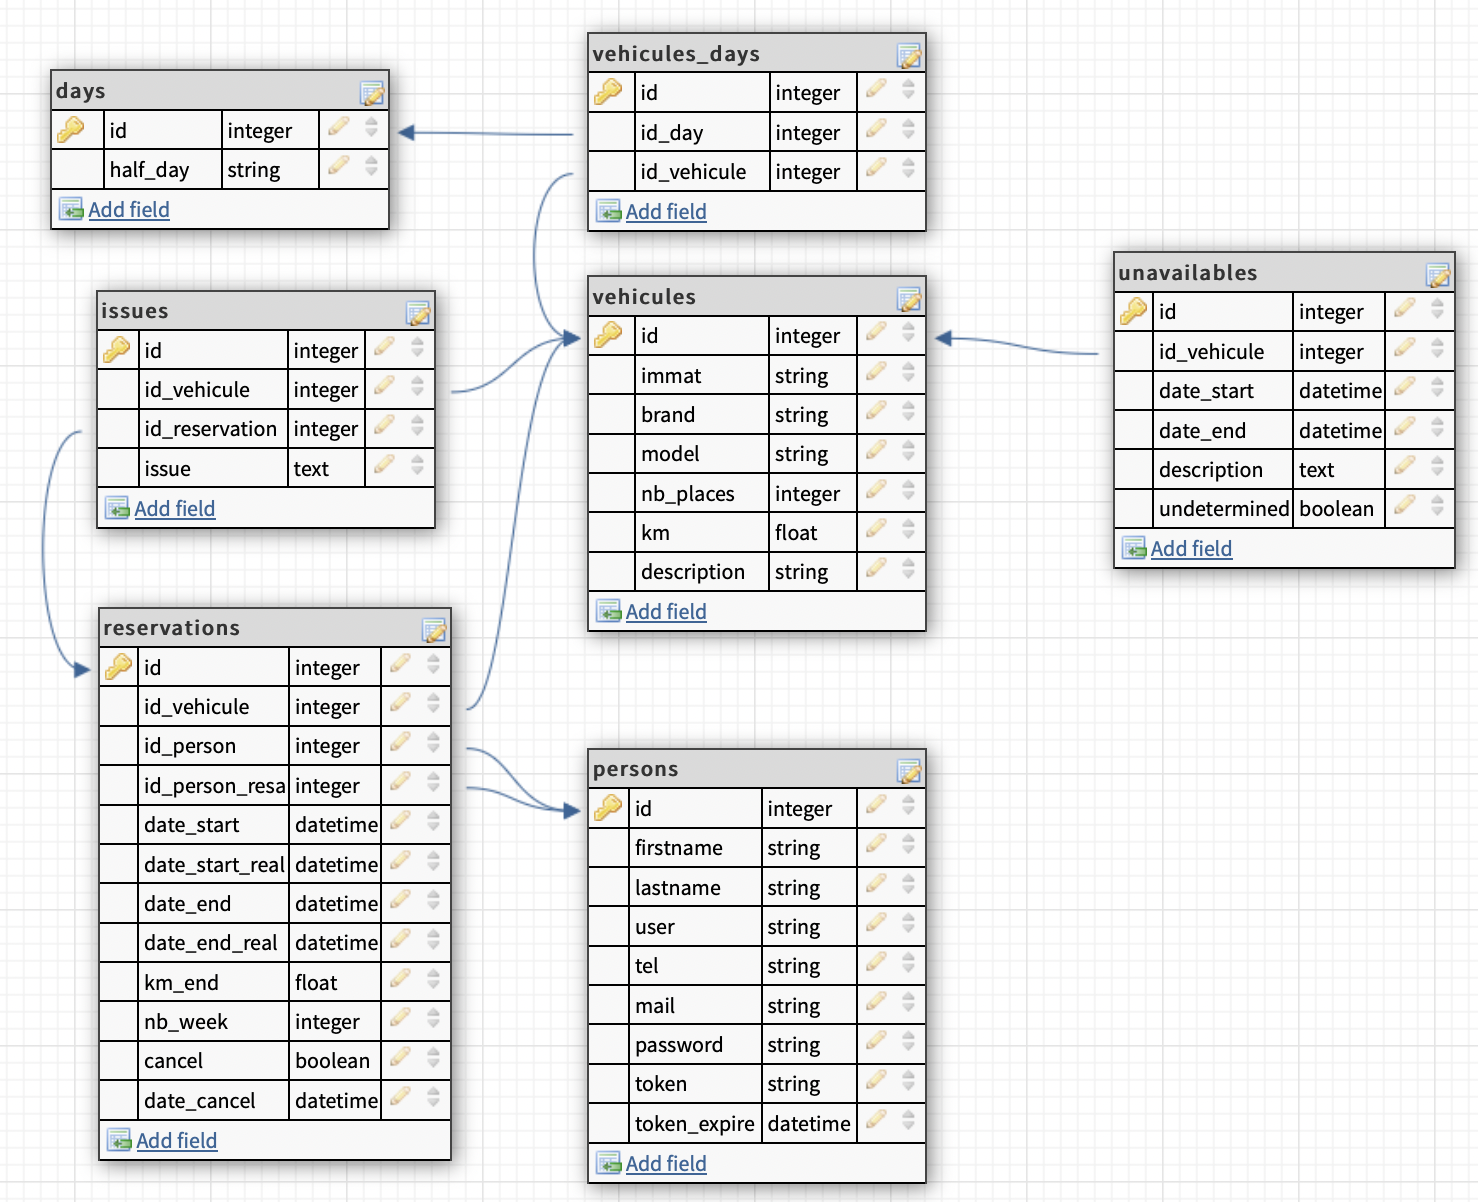 days
id integer
half_day string
Add field
vehicules_days
id integer
id_day integer
id_vehicule integer
Add field
issues
id integer
id_vehicule integer
id_reservation integer
issue text
Add field
vehicules
id integer
immat string
brand string
model string
nb_places integer
km float
description string
Add field
unavailables
id integer
id_vehicule integer
date_start datetime
date_end datetime
description text
undetermined boolean
Add field
reservations
id integer
id_vehicule integer
id_person integer
id_person_resa integer
date_start datetime
date_start_real datetime
date_end datetime
date_end_real datetime
km_end float
nb_week integer
cancel boolean
date_cancel datetime
Add field
persons
id integer
firstname string
lastname string
user string
tel string
mail string
password string
token string
token_expire datetime
Add field